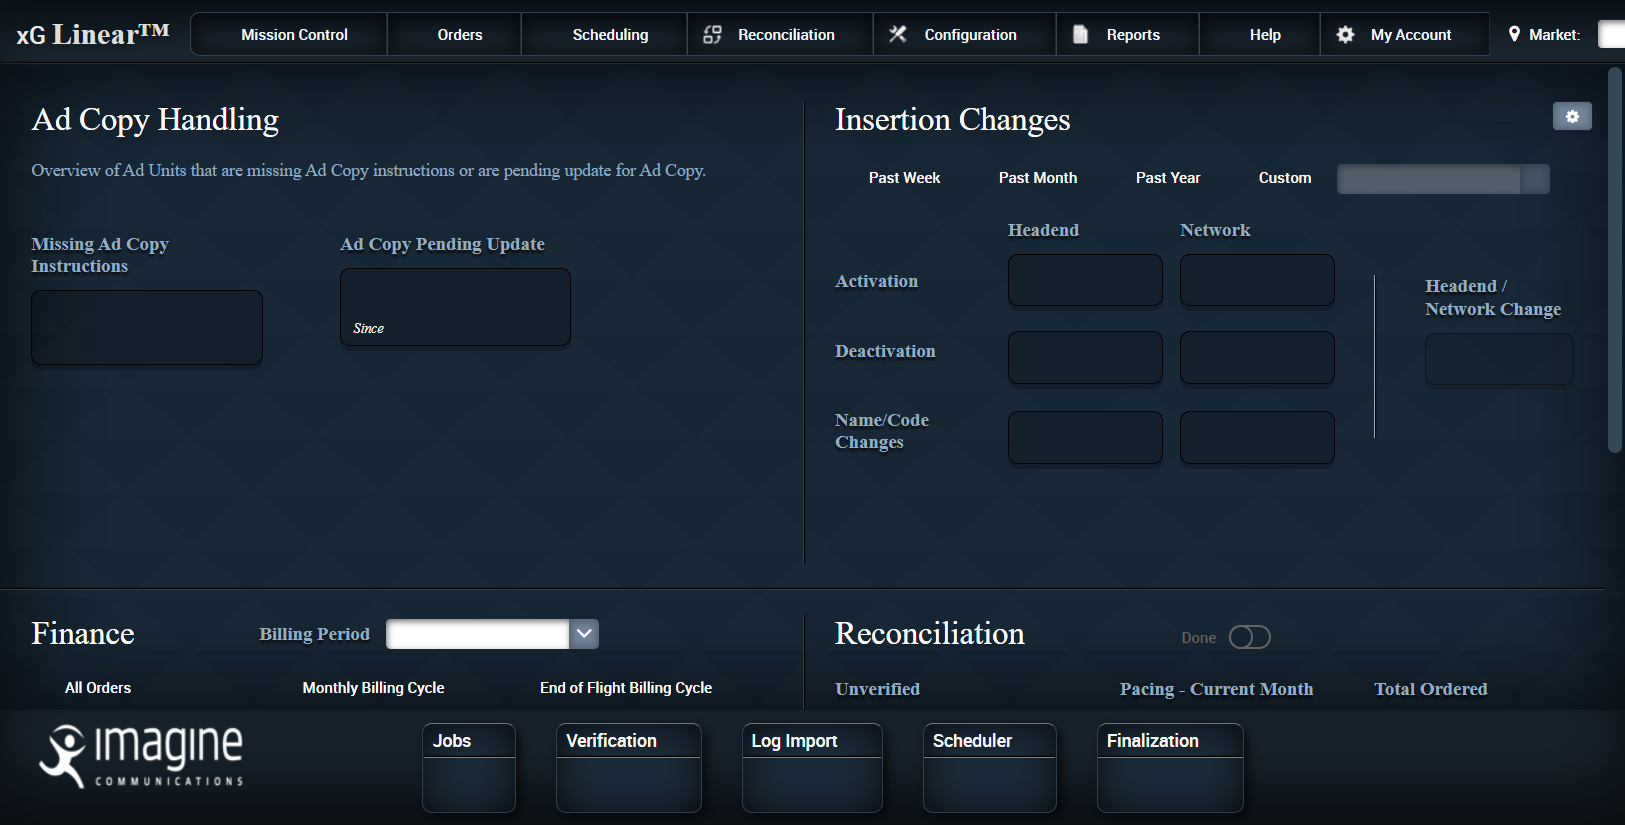 xG Linear™
Mission Control
Orders
Scheduling
Reconciliation
Configuration
Reports
Help
My Account
Market:
Ad Copy Handling
Overview of Ad Units that are missing Ad Copy instructions or are pending update for Ad Copy.
Missing Ad Copy
Instructions
Ad Copy Pending Update
Since
Insertion Changes
Past Week
Past Month
Past Year
Custom
Headend
Network
Activation
Deactivation
Name/Code
Changes
Headend /
Network Change
Finance
Billing Period
All Orders
Monthly Billing Cycle
End of Flight Billing Cycle
Reconciliation
Done
Unverified
Pacing - Current Month
Total Ordered
imagine
COMMUNICATIONS
Jobs
Verification
Log Import
Scheduler
Finalization